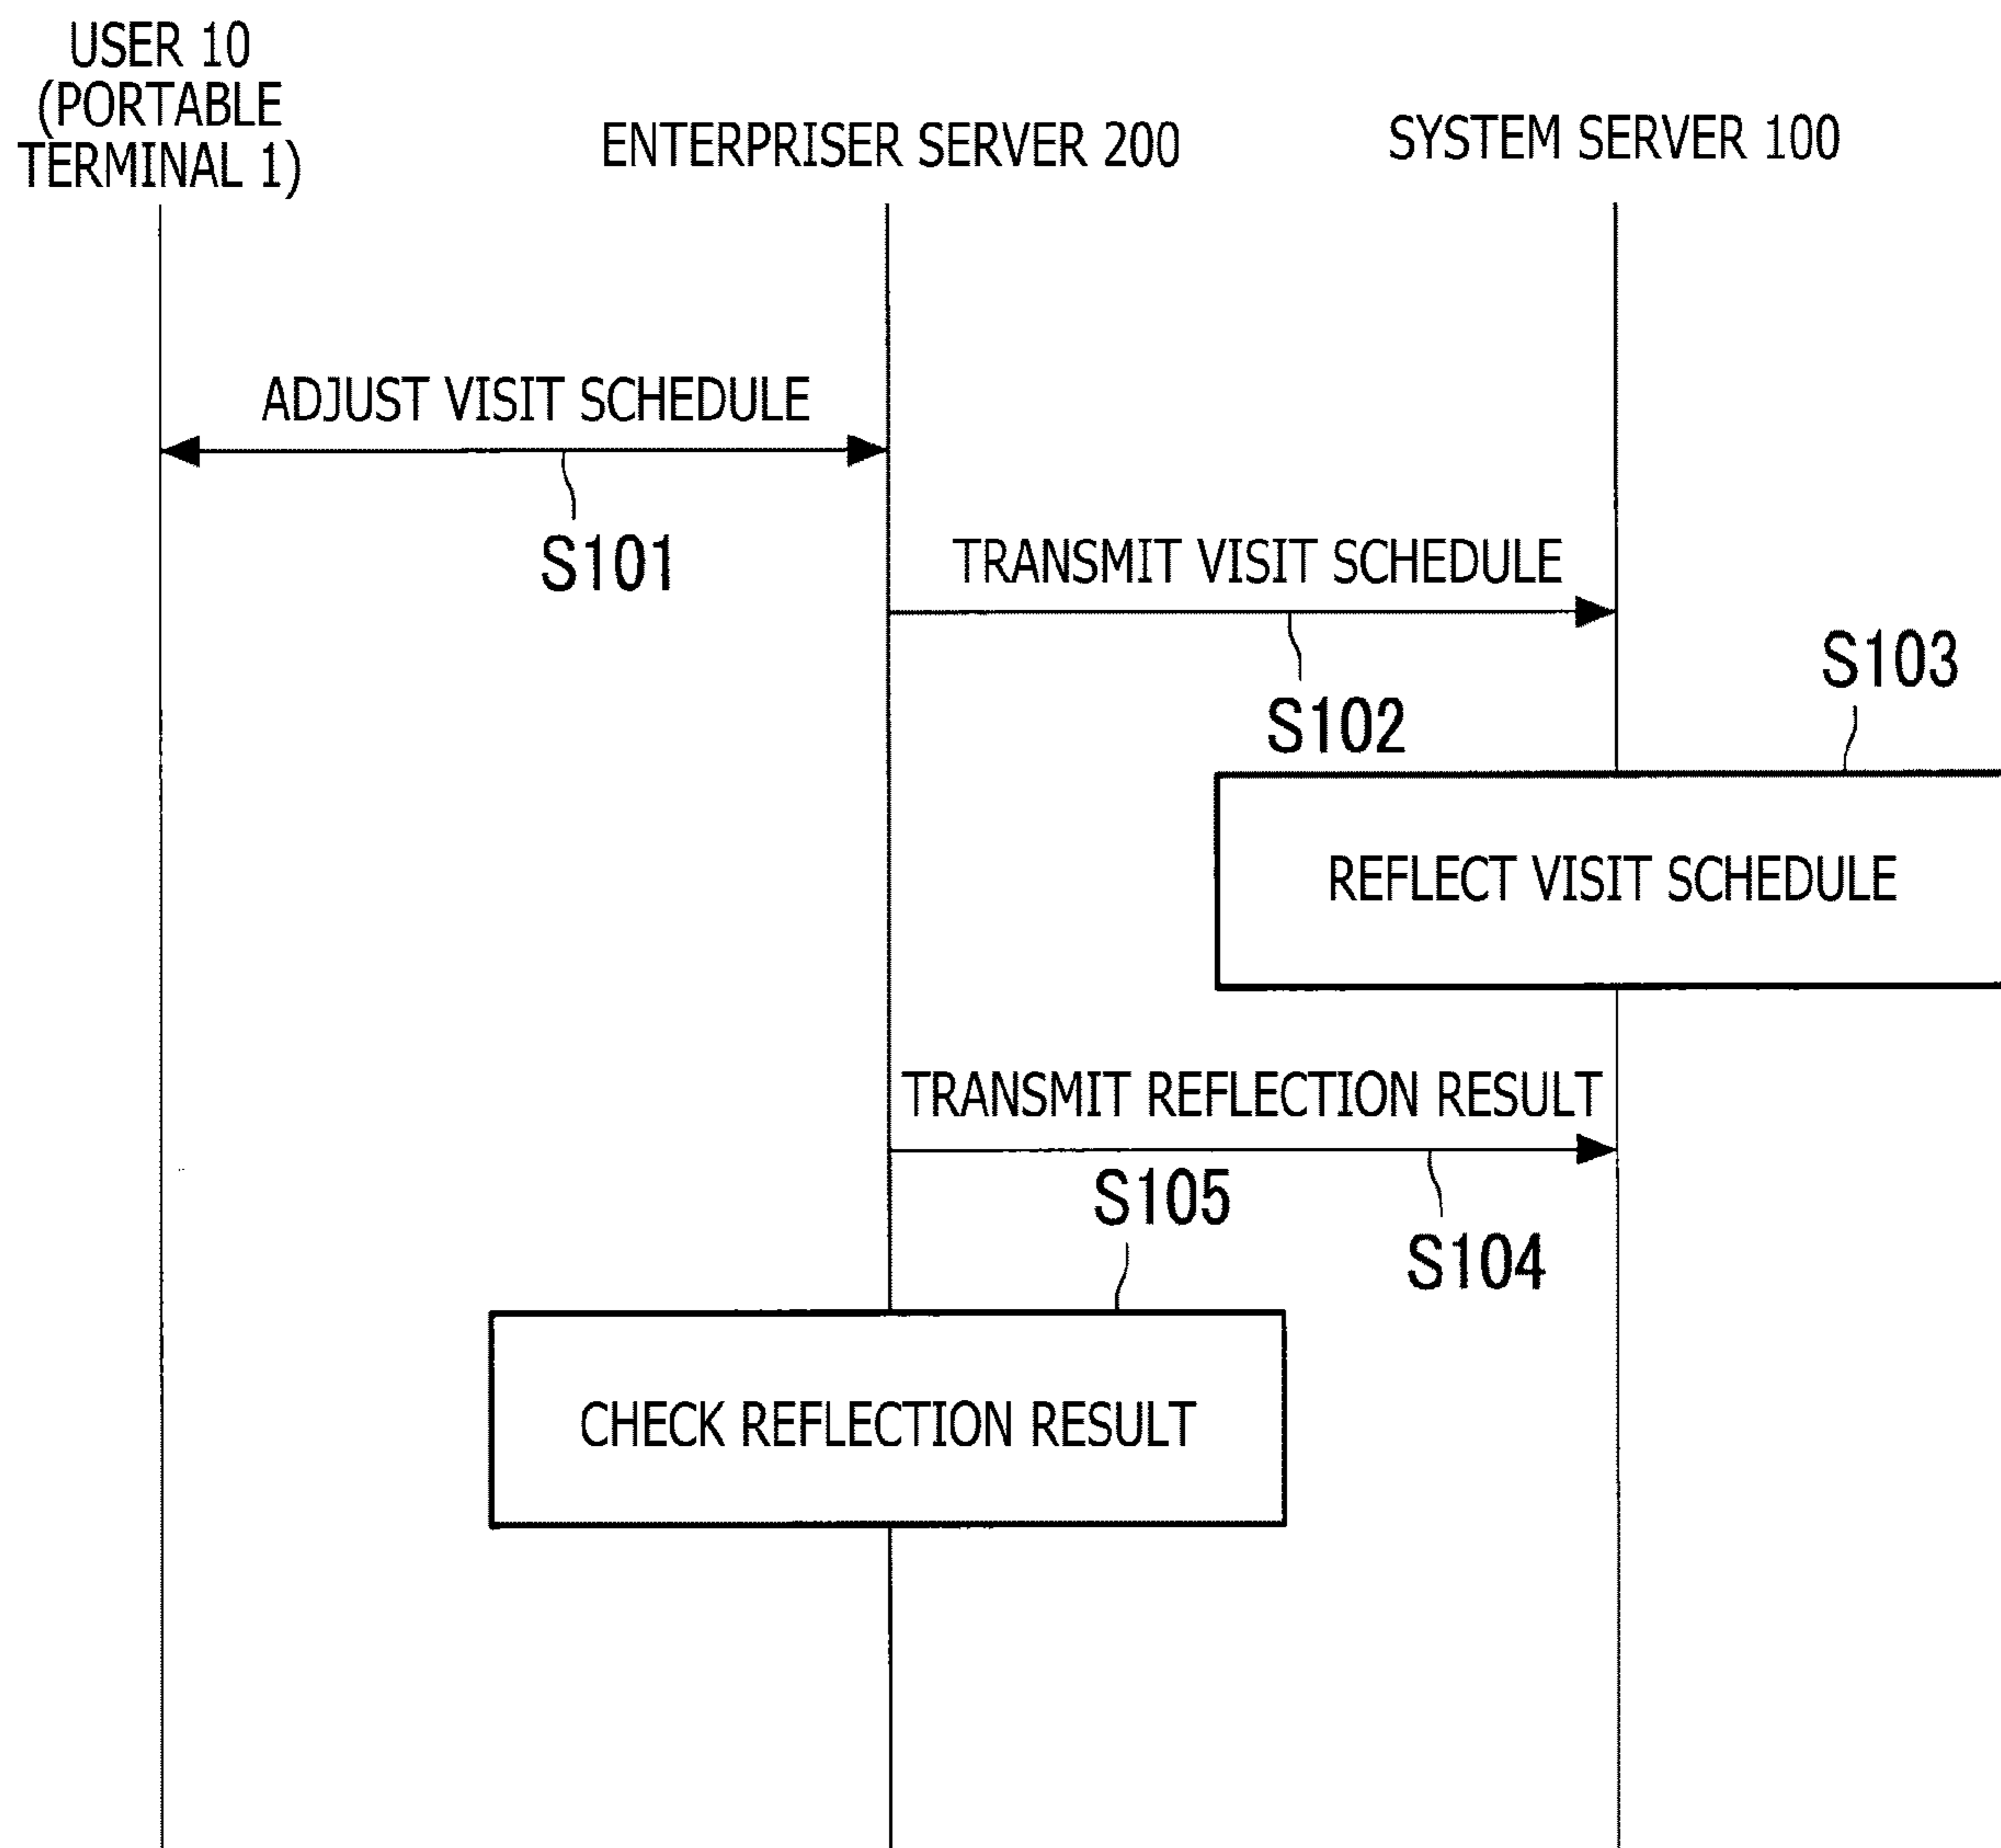 USER 10
(PORTABLE
TERMINAL 1)
ENTERPRISER SERVER 200
SYSTEM SERVER 100
ADJUST VISIT SCHEDULE
S101
TRANSMIT VISIT SCHEDULE
S102
S103
REFLECT VISIT SCHEDULE
TRANSMIT REFLECTION RESULT
S105
S104
CHECK REFLECTION RESULT